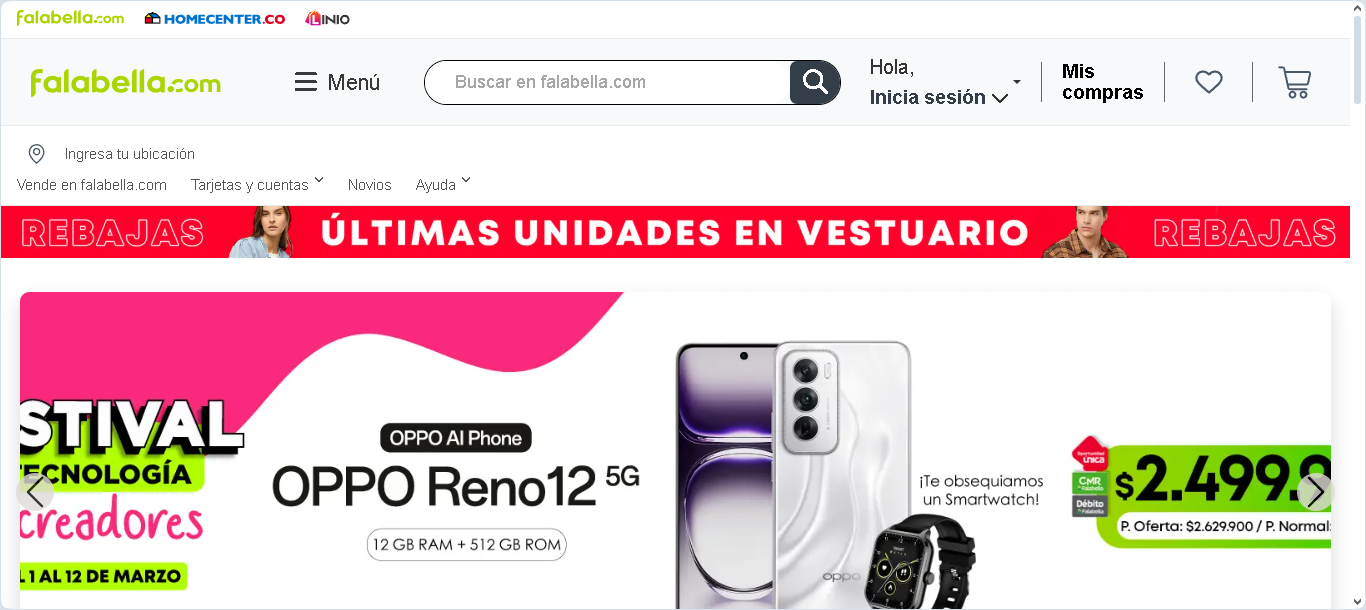 falabella.com HOMECENTER.CO LINIO
falabella.com
Menú
Buscar en falabella.com
Hola,
Inicia sesión
Mis
compras
Ingresa tu ubicación
Vende en falabella.com Tarjetas y cuentas Novios Ayuda
REBAJAS ÚLTIMAS UNIDADES EN VESTUARIO REBAJAS
STIVAL
TECNOLOGÍA
creadores
L 1 AL 12 DE MARZO
OPPO AI Phone
OPPO Reno12 5G
12 GB RAM + 512 GB ROM
oppo
¡Te obsequiamos
un Smartwatch!
Oportunidad
única
CMR
Falabella
Débito
Falabella
$2.499.9
P. Oferta: $2.629.900 / P. Normal: